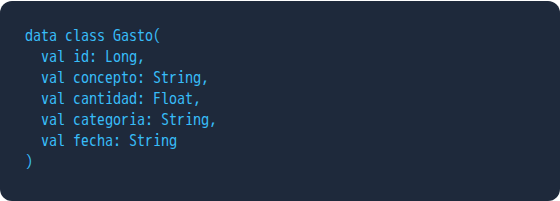 data class Gasto(
  val id: Long,
  val concepto: String,
  val cantidad: Float,
  val categoria: String,
  val fecha: String
)